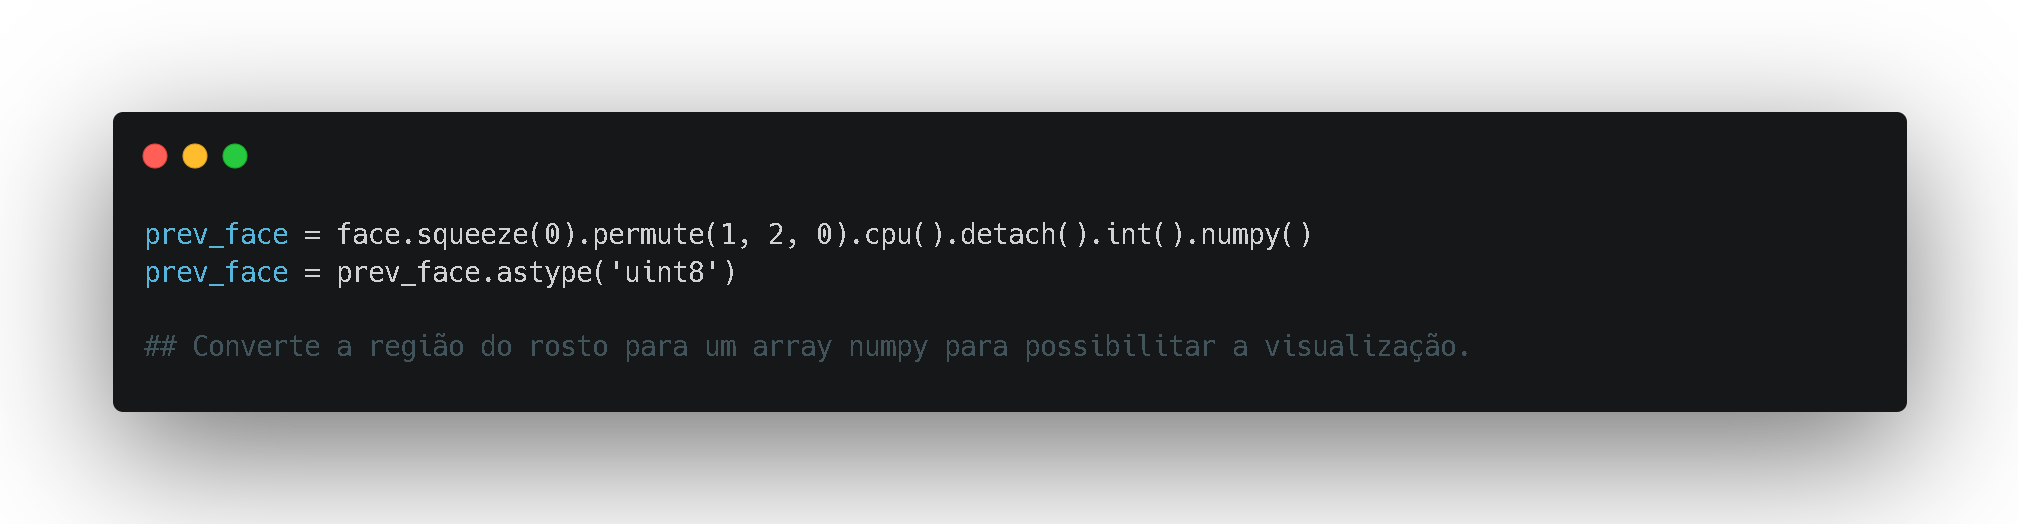 prev_face = face.squeeze(0).permute(1, 2, 0).cpu().detach().int().numpy()
prev_face = prev_face.astype('uint8')
## Converte a região do rosto para um array numpy para possibilitar a visualização.